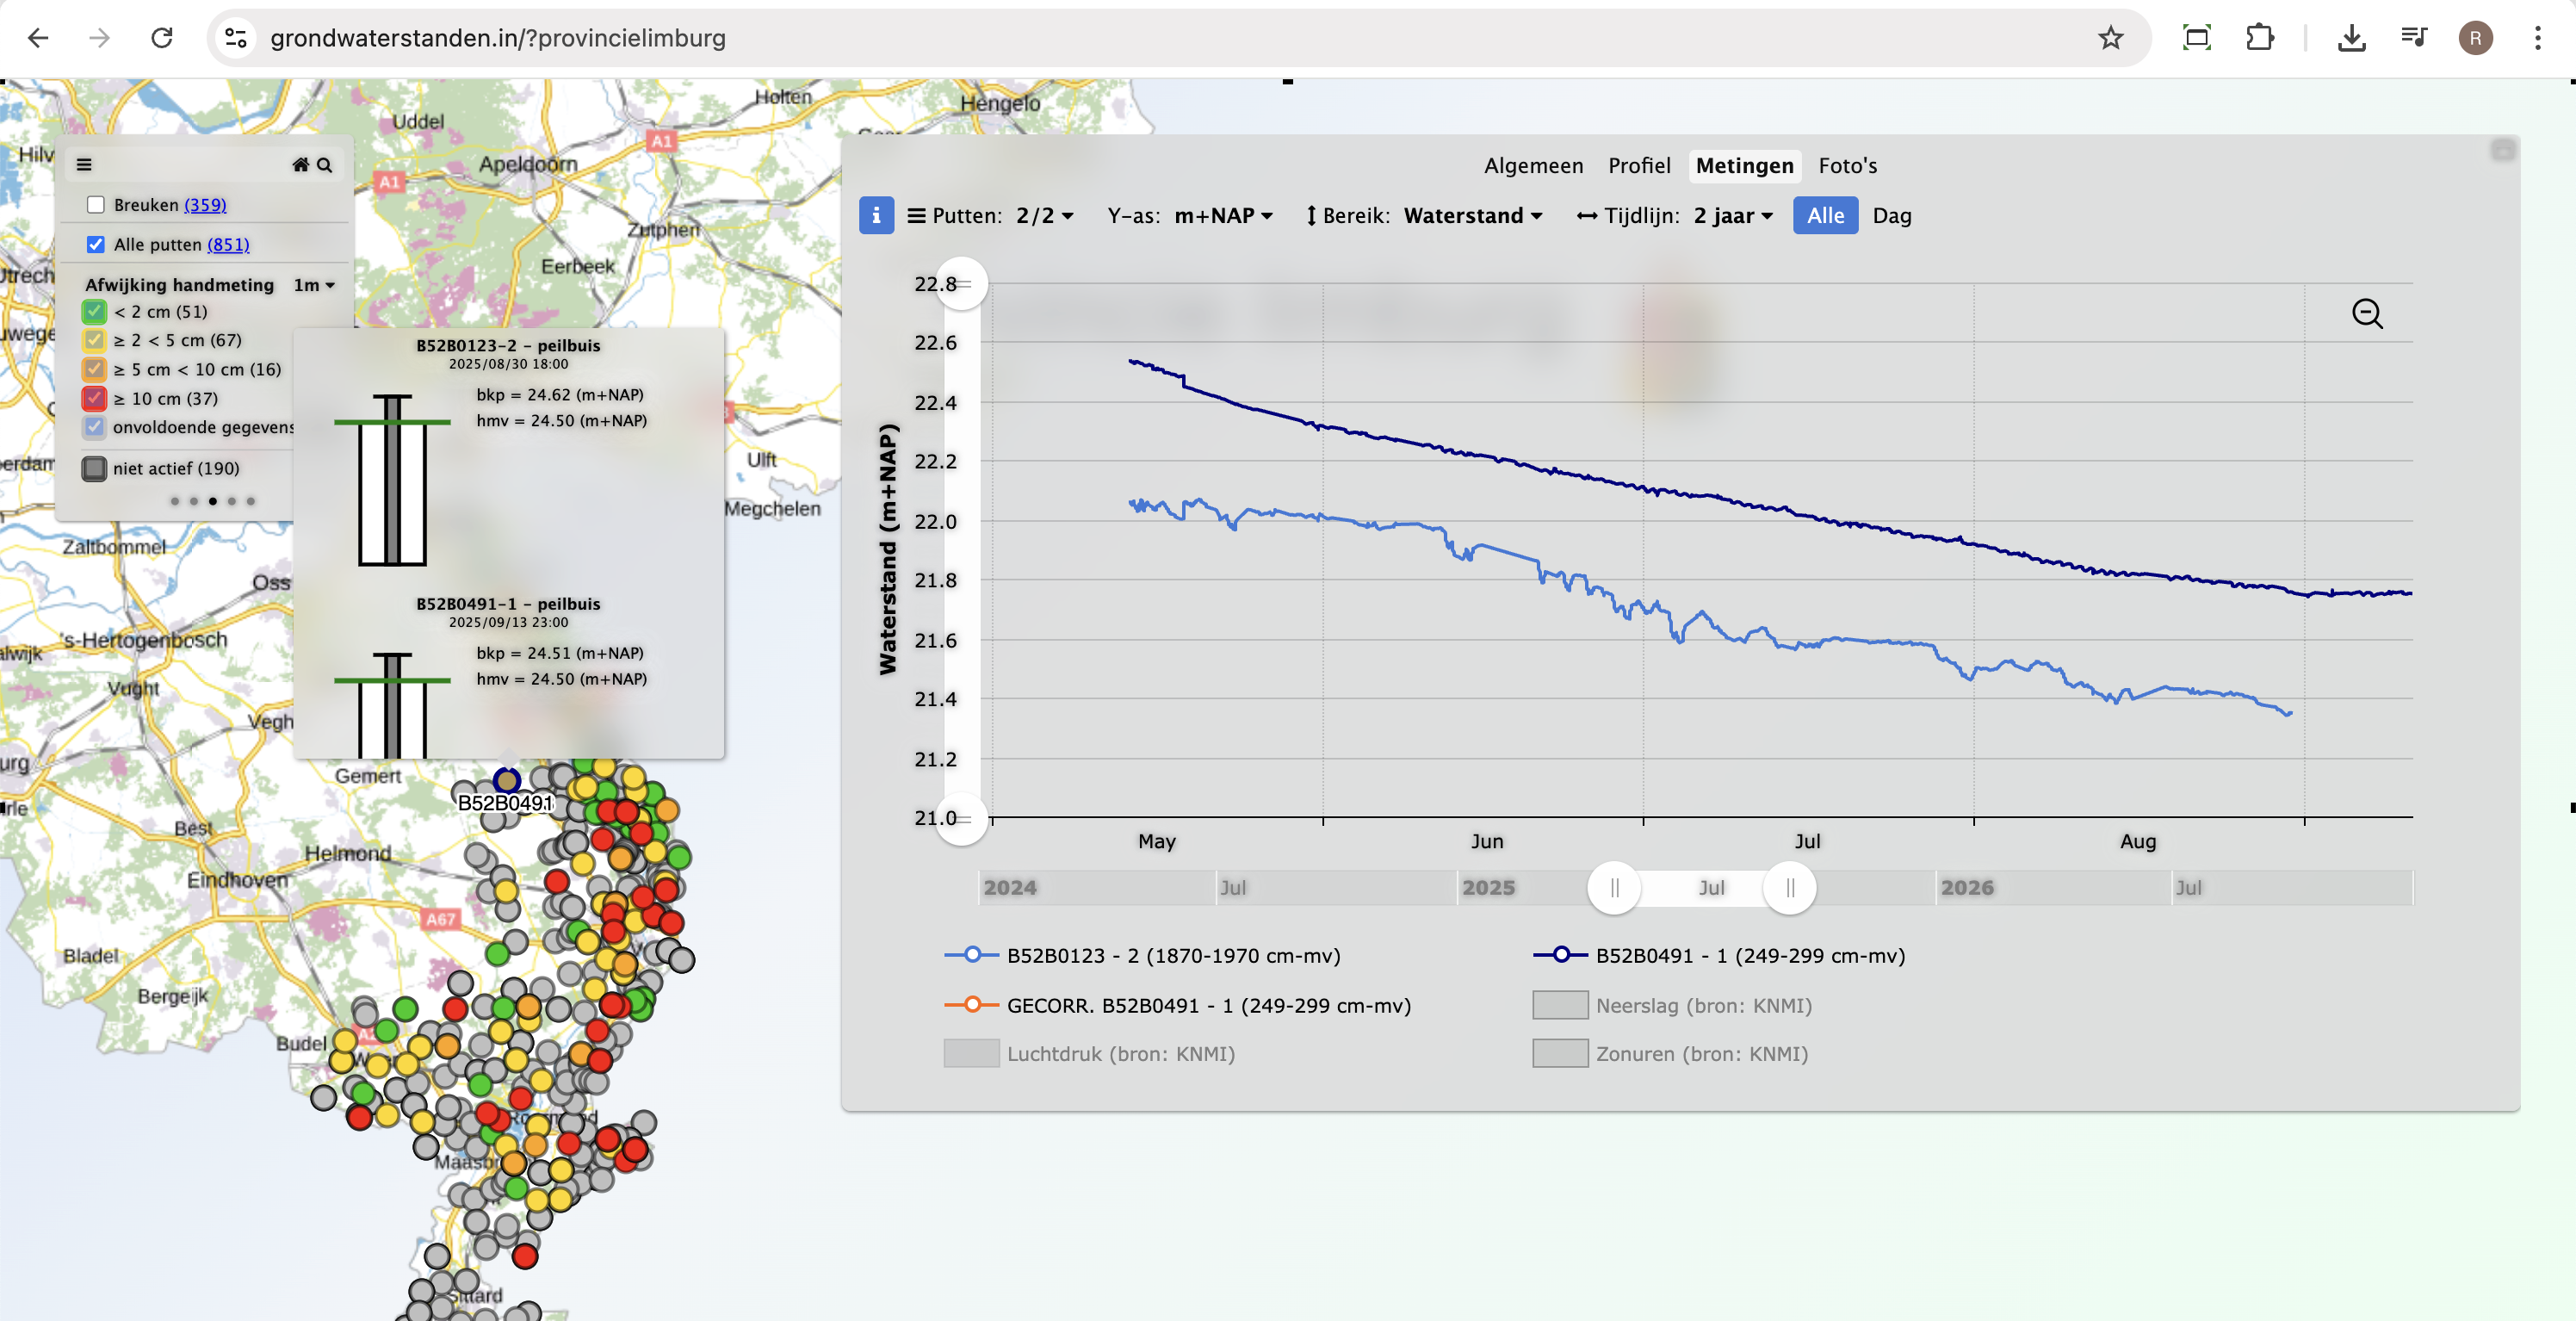 grondwaterstanden.in/?provincielimburg
R
Holten
Hengelo
Uddel
A1
Apeldoorn
A1
Zutphen
Eerbeek
Ulft
Megchelen
Zaltbommel
Oss
's-Hertogenbosch
Vught
Gemert
Best
Helmond
Eindhoven
A67
Bladel
Bergeijk
Budel
Sittard
Breuken (359)
Alle putten (851)
Afwijking handmeting 1m
< 2 cm (51)
≥ 2 < 5 cm (67)
≥ 5 cm < 10 cm (16)
≥ 10 cm (37)
onvoldoende gegevens
niet actief (190)
B52B0123-2 - peilbuis
2025/08/30 18:00
bkp = 24.62 (m+NAP)
hmv = 24.50 (m+NAP)
B52B0491-1 - peilbuis
2025/09/13 23:00
bkp = 24.51 (m+NAP)
hmv = 24.50 (m+NAP)
B52B0491
Algemeen Profiel Metingen Foto's
i Putten: 2/2 Y-as: m+NAP Bereik: Waterstand Tijdlijn: 2 jaar Alle Dag
Waterstand (m+NAP)
22.8
22.6
22.4
22.2
22.0
21.8
21.6
21.4
21.2
21.0
May Jun Jul Aug
2024 Jul 2025 Jul 2026 Jul
B52B0123 - 2 (1870-1970 cm-mv) B52B0491 - 1 (249-299 cm-mv)
GECORR. B52B0491 - 1 (249-299 cm-mv) Neerslag (bron: KNMI)
Luchtdruk (bron: KNMI) Zonuren (bron: KNMI)